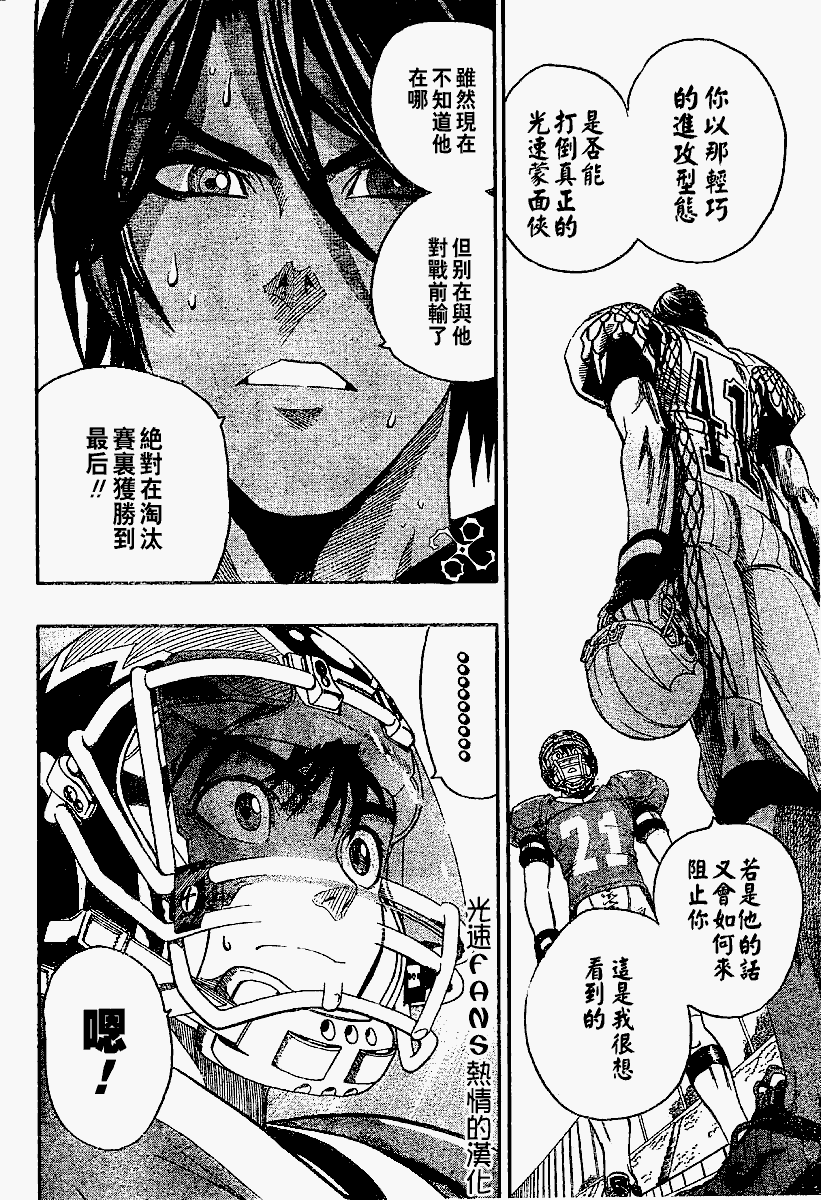 你以那輕巧
的進攻型態
是否能
打倒真正的
光速蒙面俠
41
21
若是他的話
又會如何來
阻止你
這是我很想
看到的
雖然現在
不知道他
在哪
但别在與他
對戰前輸了
絕對在淘汰
賽裏獲勝到
最后!!
………
嗯!
光速FANS熱情的漢化